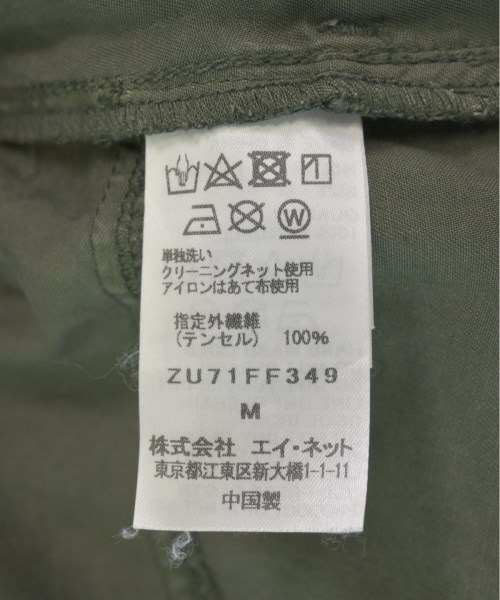 W
単独洗い
クリーニングネット使用
アイロンはあて布使用
指定外繊維
(テンセル) 100%
ZU71FF349
M
株式会社 エイ・ネット
東京都江東区新大橋1-1-11
中国製